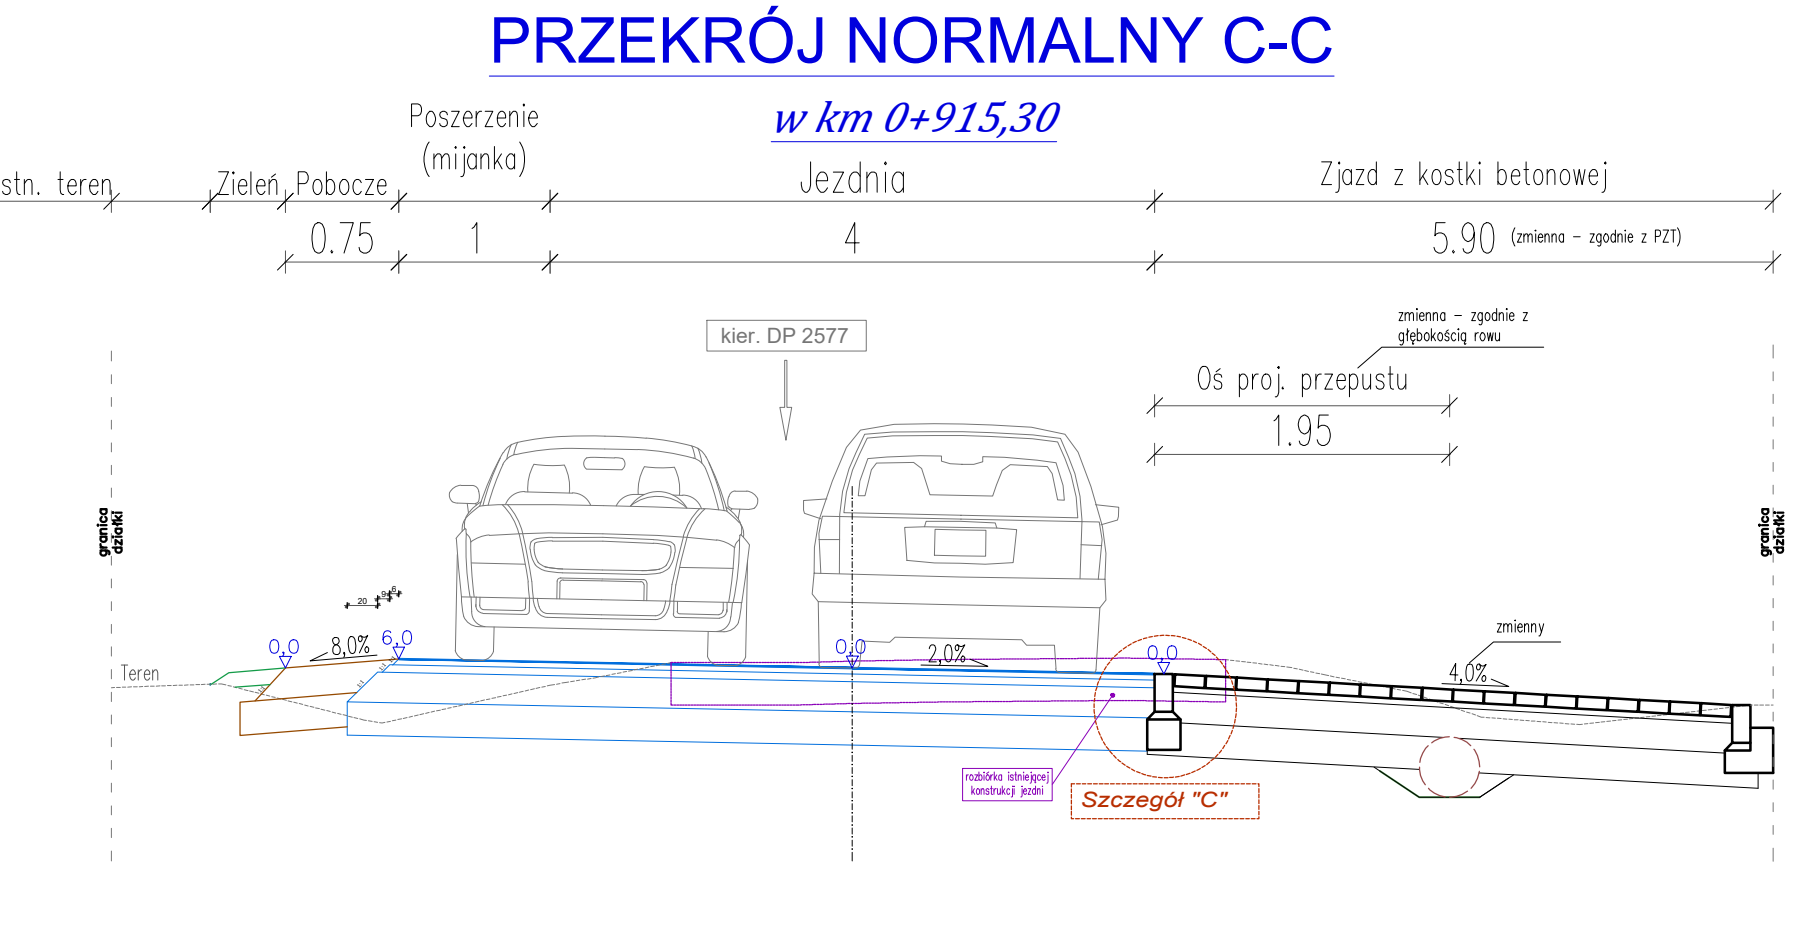 PRZEKRÓJ NORMALNY C-C
w km 0+915,30
Poszerzenie
(mijanka)
stn. teren
Zieleń
Pobocze
Jezdnia
Zjazd z kostki betonowej
0.75
1
4
5.90 (zmienna - zgodnie z PZT)
kier. DP 2577
zmienna - zgodnie z
głębokością rowu
Oś proj. przepustu
1.95
granica
działki
granica
działki
20
9
6
0,0
8,0%
6,0
0,0
2,0%
0,0
zmienny
4,0%
Teren
rozbiórka istniejącej
konstrukcji jezdni
Szczegół "C"